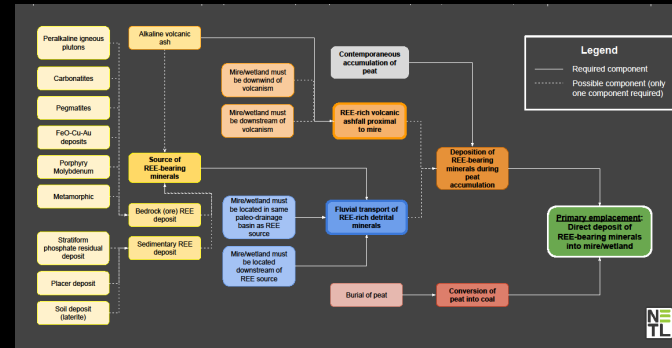 Peralkaline igneous
plutons
Carbonatites
Pegmatites
FeO-Cu-Au
deposits
Porphyry
Molybdenum
Metamorphic
Stratiform
phosphate residual
deposit
Placer deposit
Soil deposit
(laterite)
Alkaline volcanic
ash
Source of
REE-bearing
minerals
Bedrock (ore) REE
deposit
Sedimentary REE
deposit
Mire/wetland must
be downwind of
volcanism
Mire/wetland must
be downstream of
volcanism
Mire/wetland must
be located in same
paleo-drainage
basin as REE
source
Mire/wetland must
be located
downstream of
REE source
Contemporaneous
accumulation of
peat
REE-rich volcanic
ashfall proximal
to mire
Fluvial transport of
REE-rich detrital
minerals
Burial of peat
Deposition of
REE-bearing
minerals during
peat
accumulation
Conversion of
peat into coal
Legend
Required component
Possible component (only
one component required)
Primary emplacement:
Direct deposit of
REE-bearing minerals
into mire/wetland
NE
TL